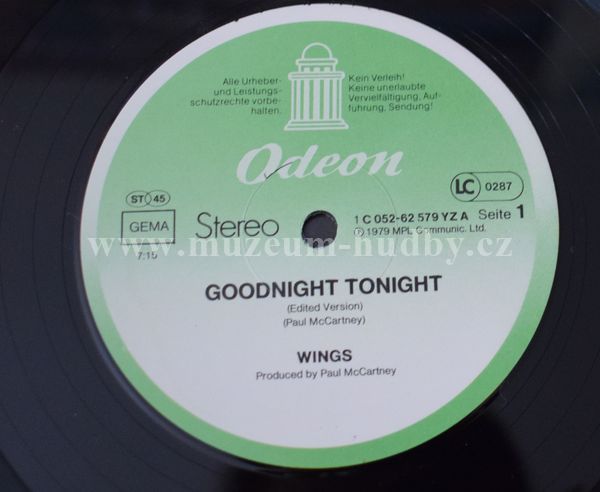 Alle Urheber-
und Leistungs-
schutzrechte vorbe-
halten.
Kein Verleih!
Keine unerlaubte
Vervielfältigung, Auf-
führung, Sendung!
Odeon
ST 45
GEMA
7:15
Stereo
LC 0287
1 C 052-62 579 YZ A Seite 1
℗ 1979 MPL Communic. Ltd.
www.muzeum-hudby.cz
GOODNIGHT TONIGHT
(Edited Version)
(Paul McCartney)
WINGS
Produced by Paul McCartney